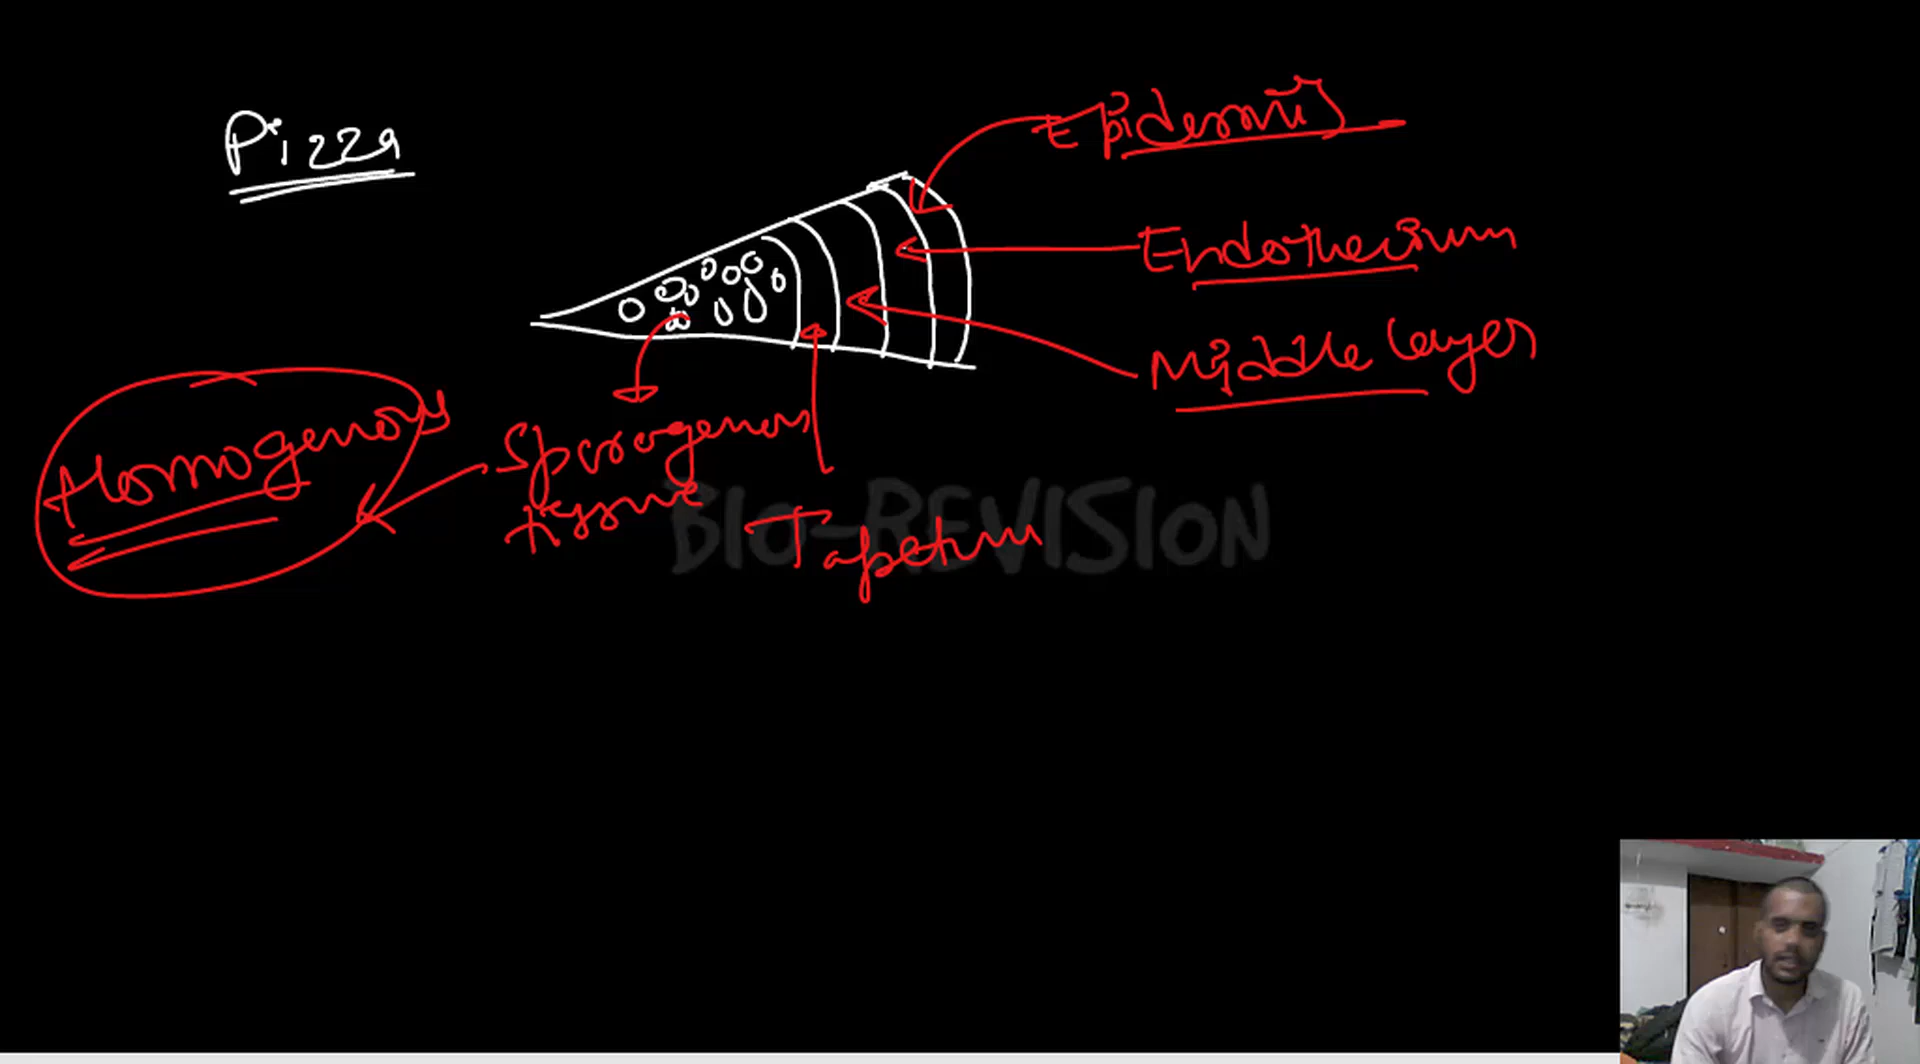 Pizza
Epidermis
Endothecium
Middle layer
Homogenous
Sporogenous
tissue
Tapetum
BIO-REVISION